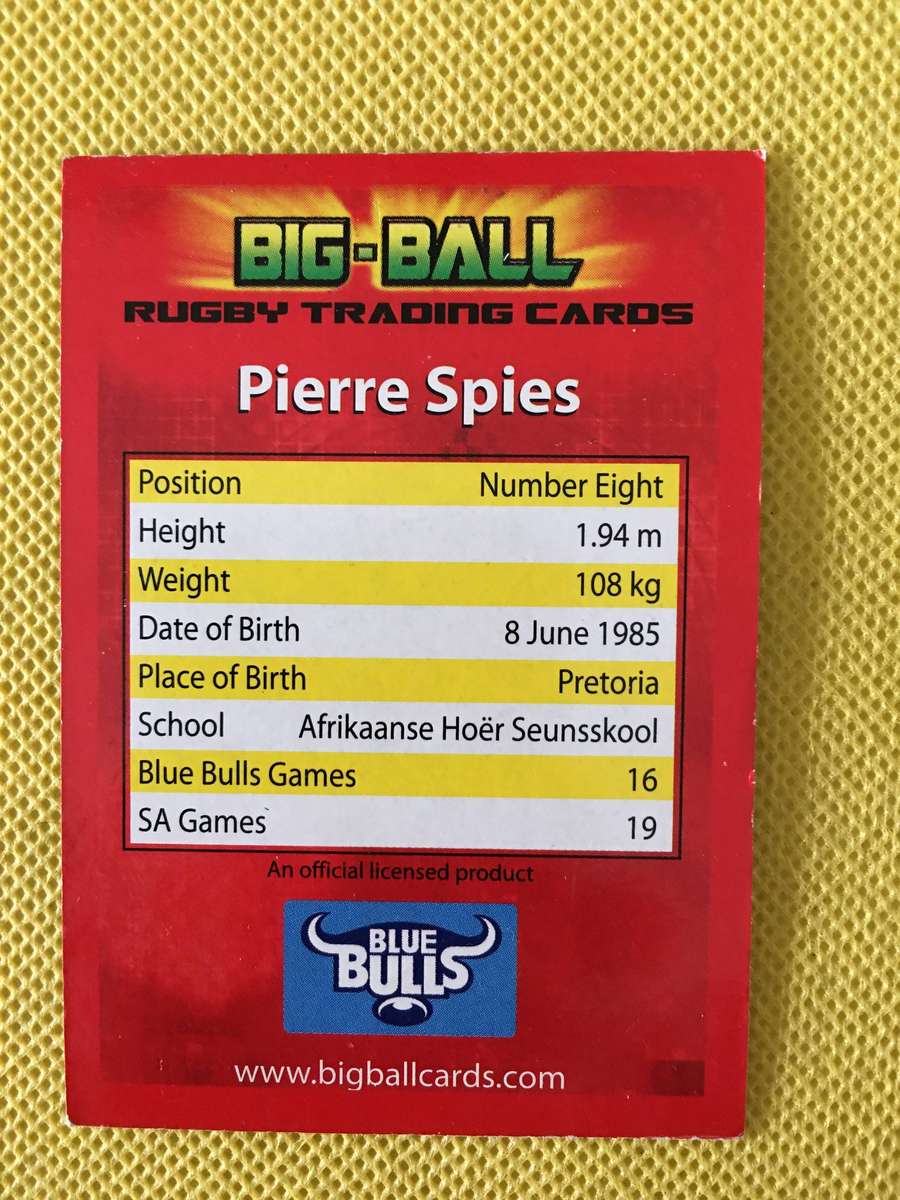 BIG-BALL
RUGBY TRADING CARDS
Pierre Spies
Position Number Eight
Height 1.94 m
Weight 108 kg
Date of Birth 8 June 1985
Place of Birth Pretoria
School Afrikaanse Hoër Seunsskool
Blue Bulls Games 16
SA Games 19
An official licensed product
BLUE
BULLS
www.bigballcards.com